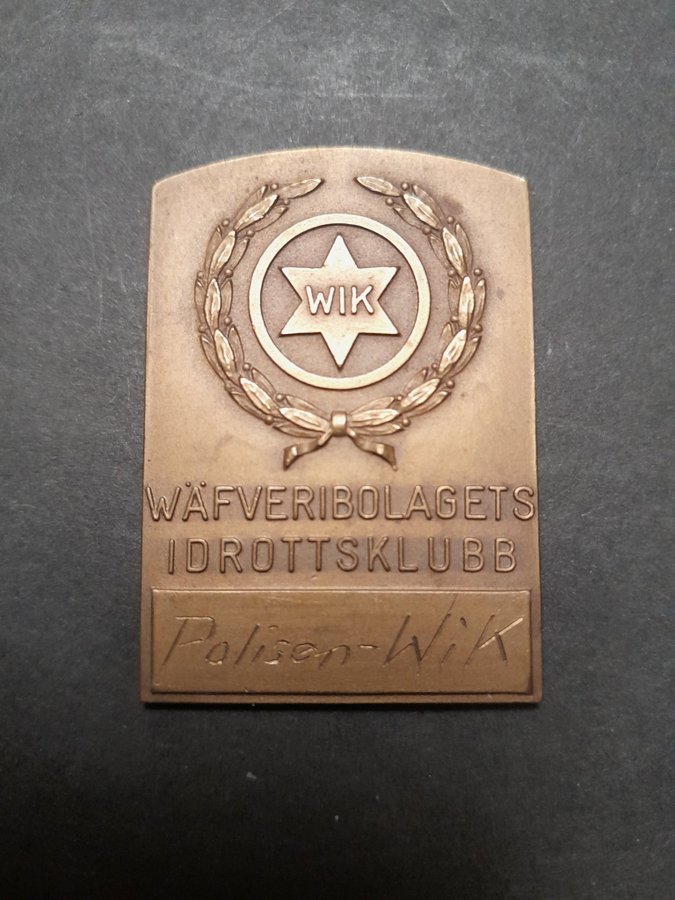 WIK
WÄFVERIBOLAGETS
IDROTTSKLUBB
Polisen-WiK